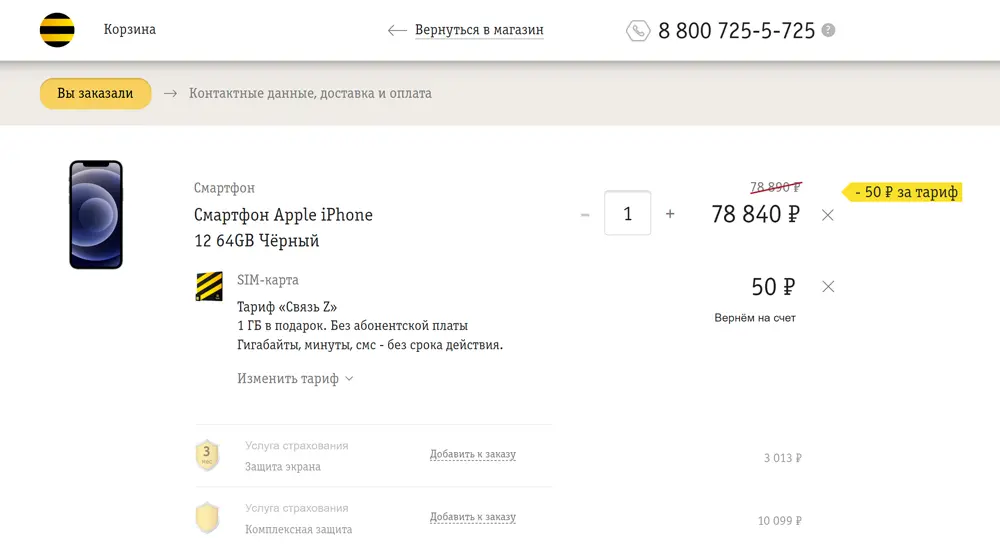 Корзина
Вернуться в магазин
8 800 725-5-725 ?
Вы заказали
Контактные данные, доставка и оплата
Смартфон
78 890 ₽
- 50 ₽ за тариф
Смартфон Apple iPhone
12 64GB Чёрный
1
78 840 ₽
SIM-карта
50 ₽
Тариф «Связь Z»
Вернём на счет
1 ГБ в подарок. Без абонентской платы
Гигабайты, минуты, смс - без срока действия.
Изменить тариф
3
мес
Услуга страхования
Защита экрана
Добавить к заказу
3 013 ₽
Услуга страхования
Комплексная защита
Добавить к заказу
10 099 ₽